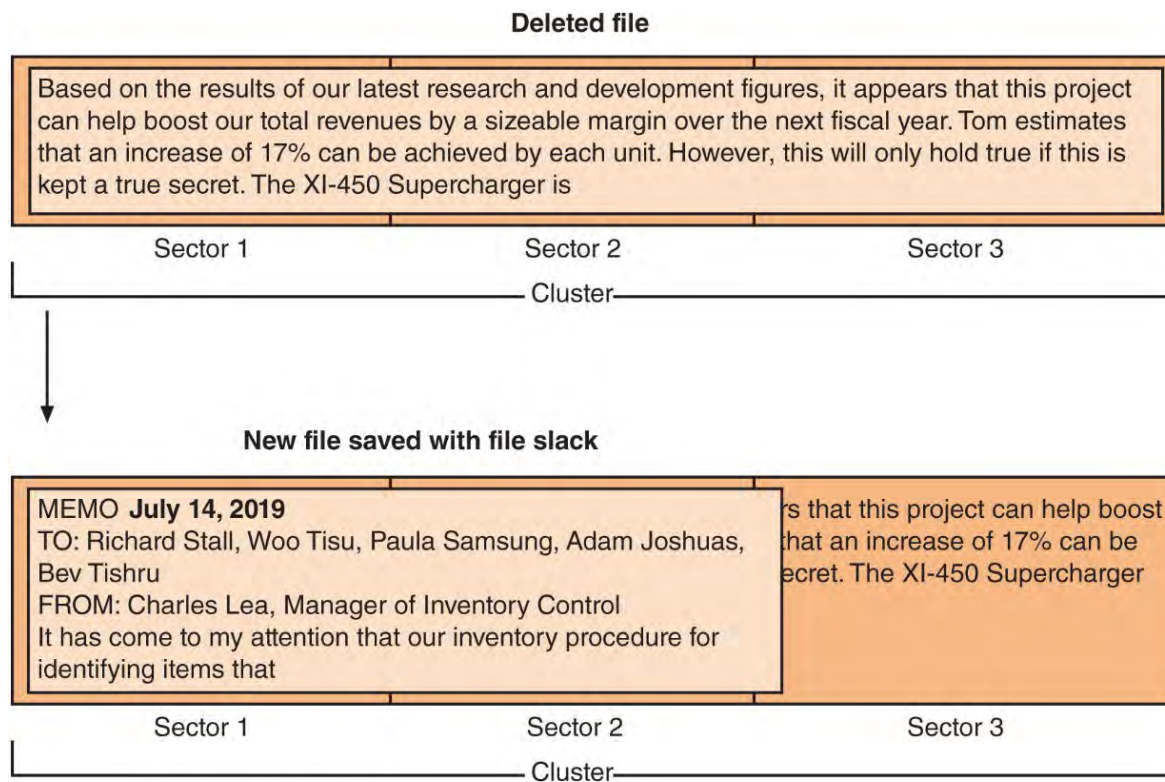 Deleted file
Based on the results of our latest research and development figures, it appears that this project
can help boost our total revenues by a sizeable margin over the next fiscal year. Tom estimates
that an increase of 17% can be achieved by each unit. However, this will only hold true if this is
kept a true secret. The XI-450 Supercharger is
Sector 1 Sector 2 Sector 3
Cluster
New file saved with file slack
MEMO July 14, 2019
TO: Richard Stall, Woo Tisu, Paula Samsung, Adam Joshuas,
Bev Tishru
FROM: Charles Lea, Manager of Inventory Control
It has come to my attention that our inventory procedure for
identifying items that
rs that this project can help boost
that an increase of 17% can be
ecret. The XI-450 Supercharger
Sector 1 Sector 2 Sector 3
Cluster